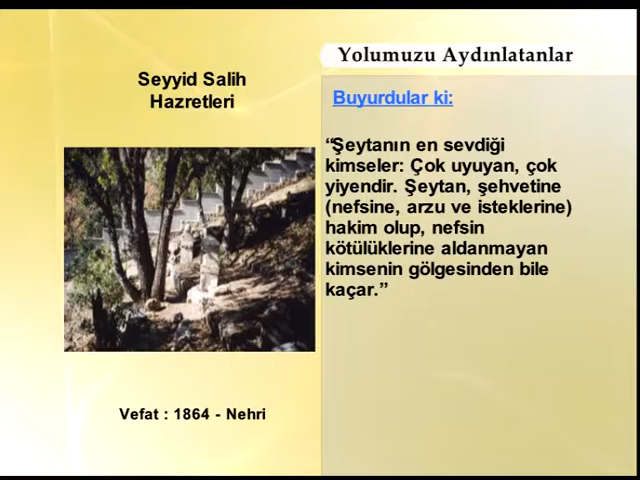 Yolumuzu Aydınlatanlar
Seyyid Salih
Hazretleri
Buyurdular ki:
“Şeytanın en sevdiği
kimseler: Çok uyuyan, çok
yiyendir. Şeytan, şehvetine
(nefsine, arzu ve isteklerine)
hakim olup, nefsin
kötülüklerine aldanmayan
kimsenin gölgesinden bile
kaçar.”
Vefat : 1864 - Nehri